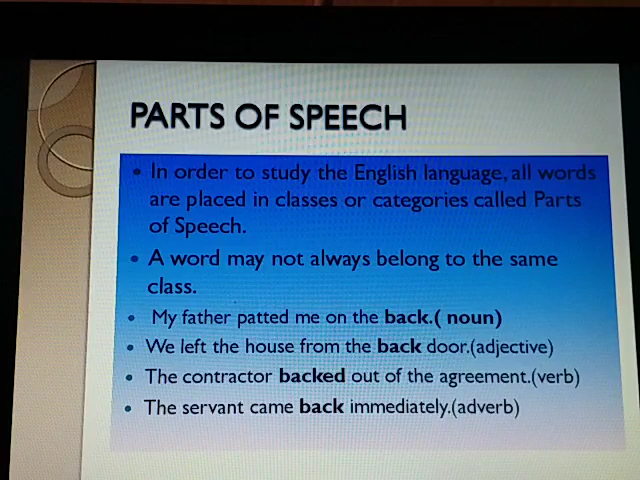 PARTS OF SPEECH
• In order to study the English language, all words
are placed in classes or categories called Parts
of Speech.
• A word may not always belong to the same
class.
• My father patted me on the back.( noun)
• We left the house from the back door.(adjective)
• The contractor backed out of the agreement.(verb)
• The servant came back immediately.(adverb)